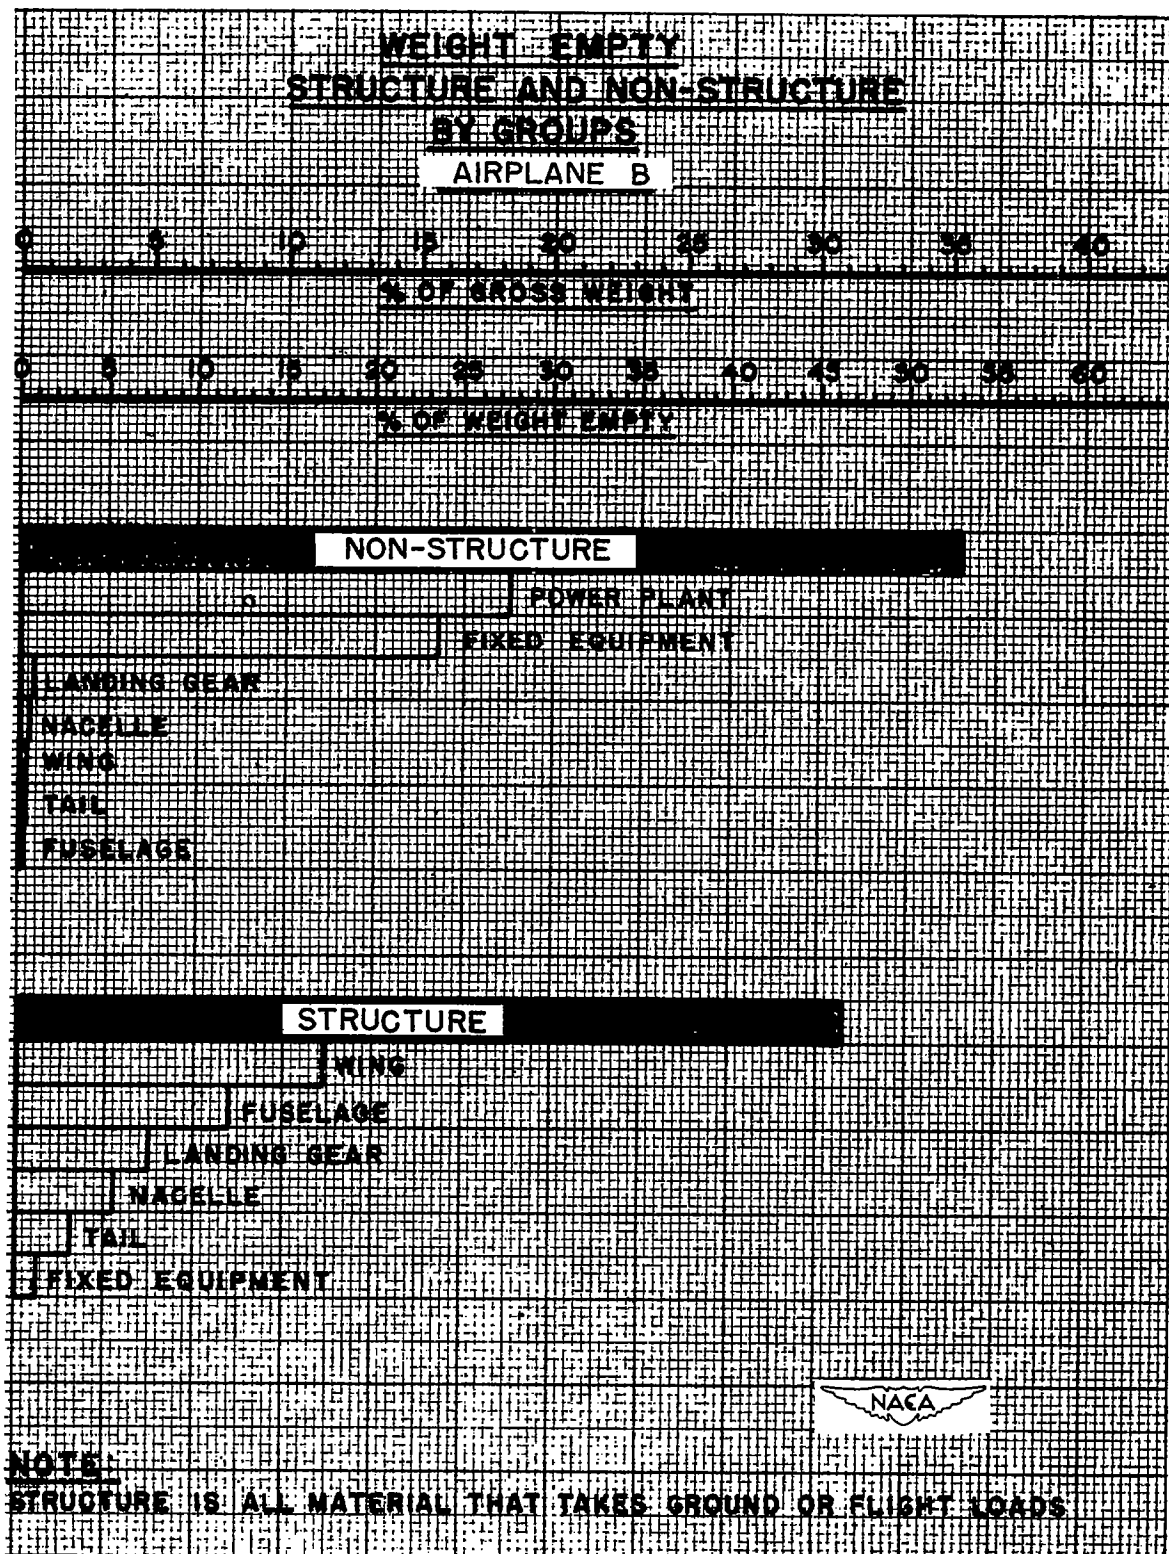 WEIGHT EMPTY
STRUCTURE AND NON-STRUCTURE
BY GROUPS
AIRPLANE B
0 5 10 15 20 25 30 35 40
% OF GROSS WEIGHT
0 5 10 15 20 25 30 35 40 45 50 55 60
% OF WEIGHT EMPTY
NON-STRUCTURE
POWER PLANT
FIXED EQUIPMENT
LANDING GEAR
NACELLE
WING
TAIL
FUSELAGE
STRUCTURE
WING
FUSELAGE
LANDING GEAR
NACELLE
TAIL
FIXED EQUIPMENT
NACA
NOTE:
STRUCTURE IS ALL MATERIAL THAT TAKES GROUND OR FLIGHT LOADS